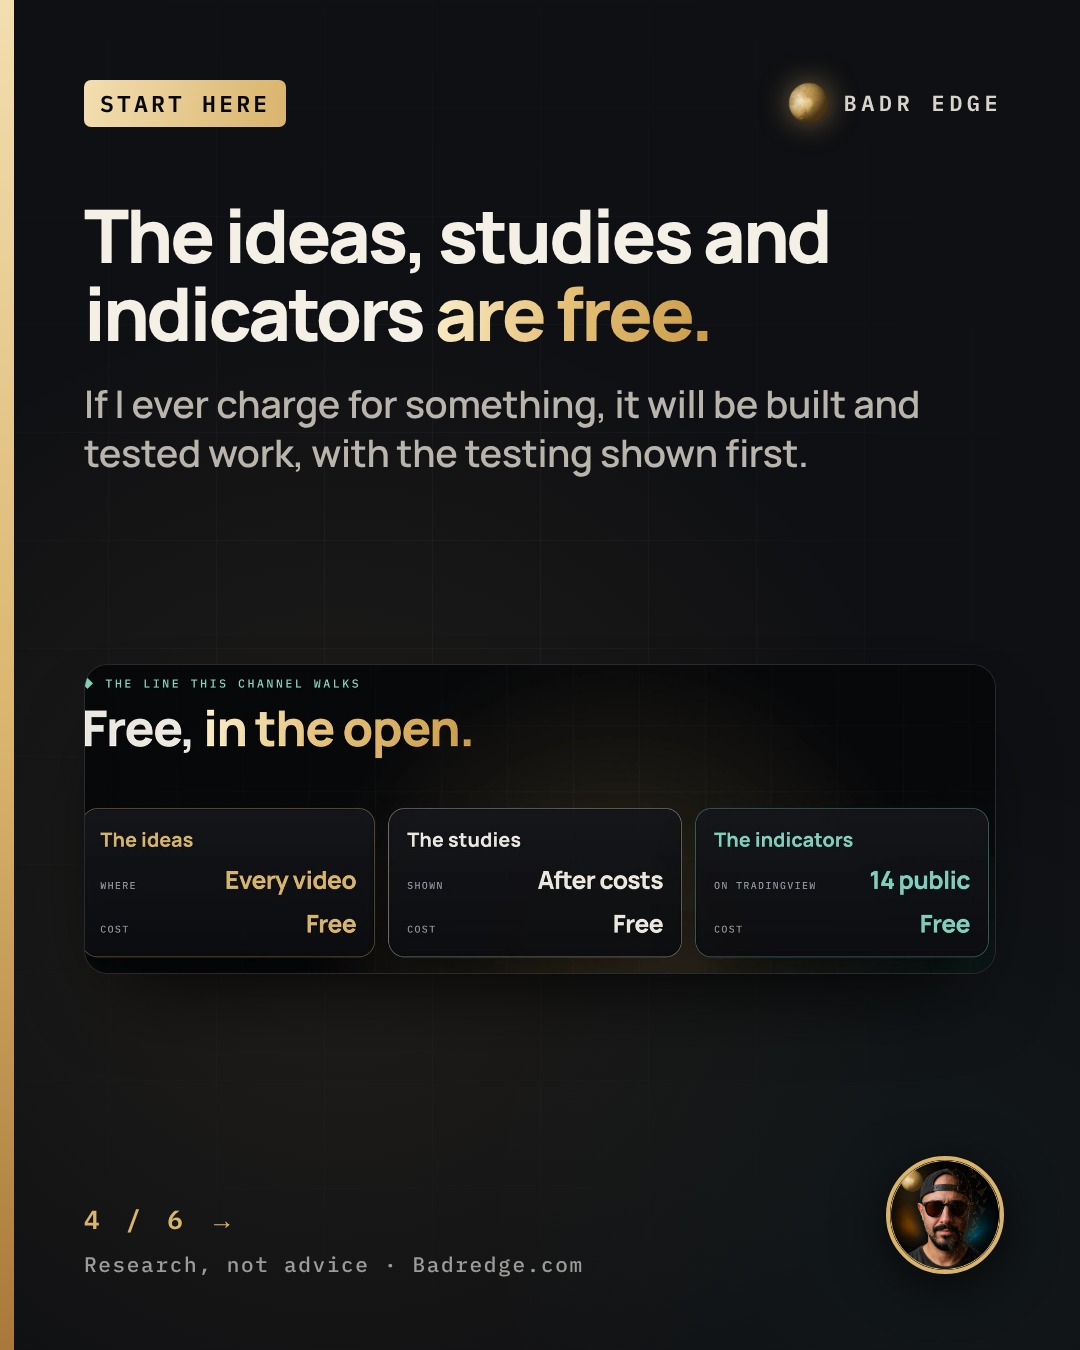 START HERE
BADR EDGE
The ideas, studies and
indicators are free.
If I ever charge for something, it will be built and
tested work, with the testing shown first.
THE LINE THIS CHANNEL WALKS
Free, in the open.
The ideas
WHERE Every video
COST Free
The studies
SHOWN After costs
COST Free
The indicators
ON TRADINGVIEW 14 public
COST Free
4 / 6 →
Research, not advice · Badredge.com